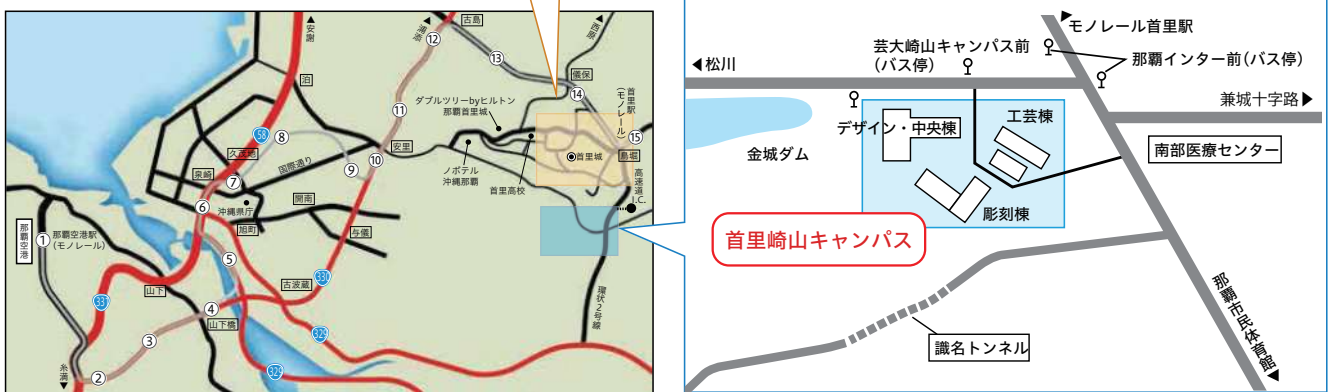 安謝
浦添
古島
西原
泊
儀保
ダブルツリーbyヒルトン
那覇首里城
首里駅
(モノレール)
58
久茂地
国際通り
安里
首里城
鳥堀
泉崎
ノボテル
沖縄那覇
首里高校
高速道
I.C.
沖縄県庁
開南
旭町
与儀
那覇空港
那覇空港駅
(モノレール)
山下
古波蔵
330
331
山下橋
329
329
環状2号線
糸満
①
②
③
④
⑤
⑥
⑦
⑧
⑨
⑩
⑪
⑫
⑬
⑭
⑮
モノレール首里駅
芸大崎山キャンパス前
(バス停)
那覇インター前(バス停)
松川
兼城十字路
デザイン・中央棟
工芸棟
金城ダム
南部医療センター
彫刻棟
首里崎山キャンパス
識名トンネル
那覇市民体育館